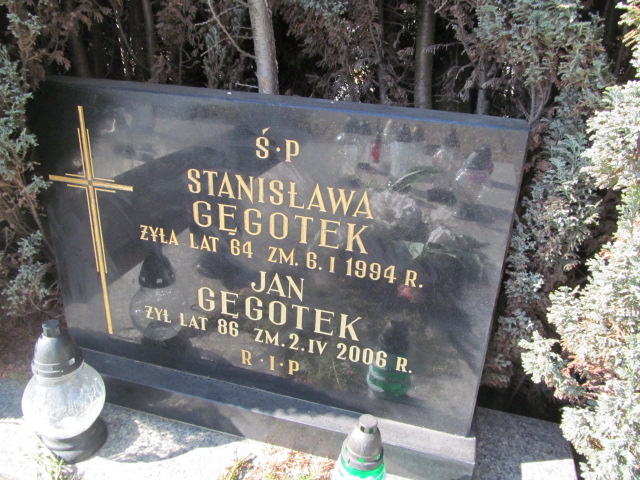 Ś·P
STANISŁAWA
GĘGOTEK
ŻYŁA LAT 64 ZM. 6. I 1994 R.
JAN
GĘGOTEK
ŻYŁ LAT 86 ZM. 2. IV 2006 R.
R·I·P